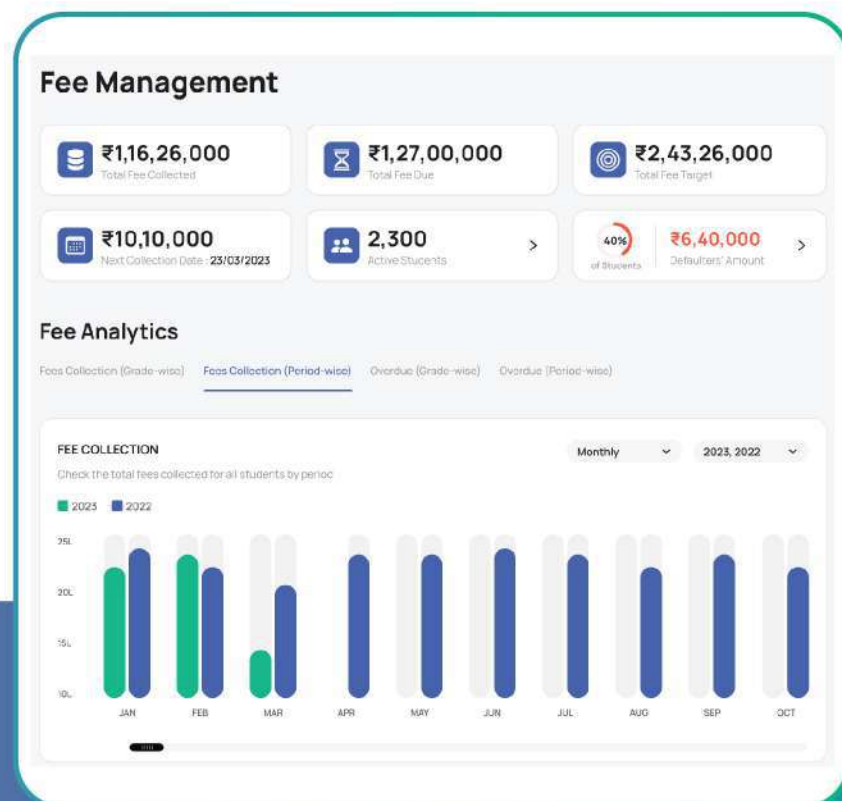 Fee Management
₹1,16,26,000
Total Fee Collected
₹1,27,00,000
Total Fee Due
₹2,43,26,000
Total Fee Target
₹10,10,000
Next Collection Date : 23/03/2023
2,300
Active Students
40%
of Students
₹6,40,000
Defaulters' Amount
Fee Analytics
Fees Collection (Grade-wise) Fees Collection (Period-wise) Overdue (Grade-wise) Overdue (Period-wise)
FEE COLLECTION
Monthly 2023, 2022
Check the total fees collected for all students by period
2023 2022
25L
20L
15L
10L
JAN FEB MAR APR MAY JUN JUL AUG SEP OCT